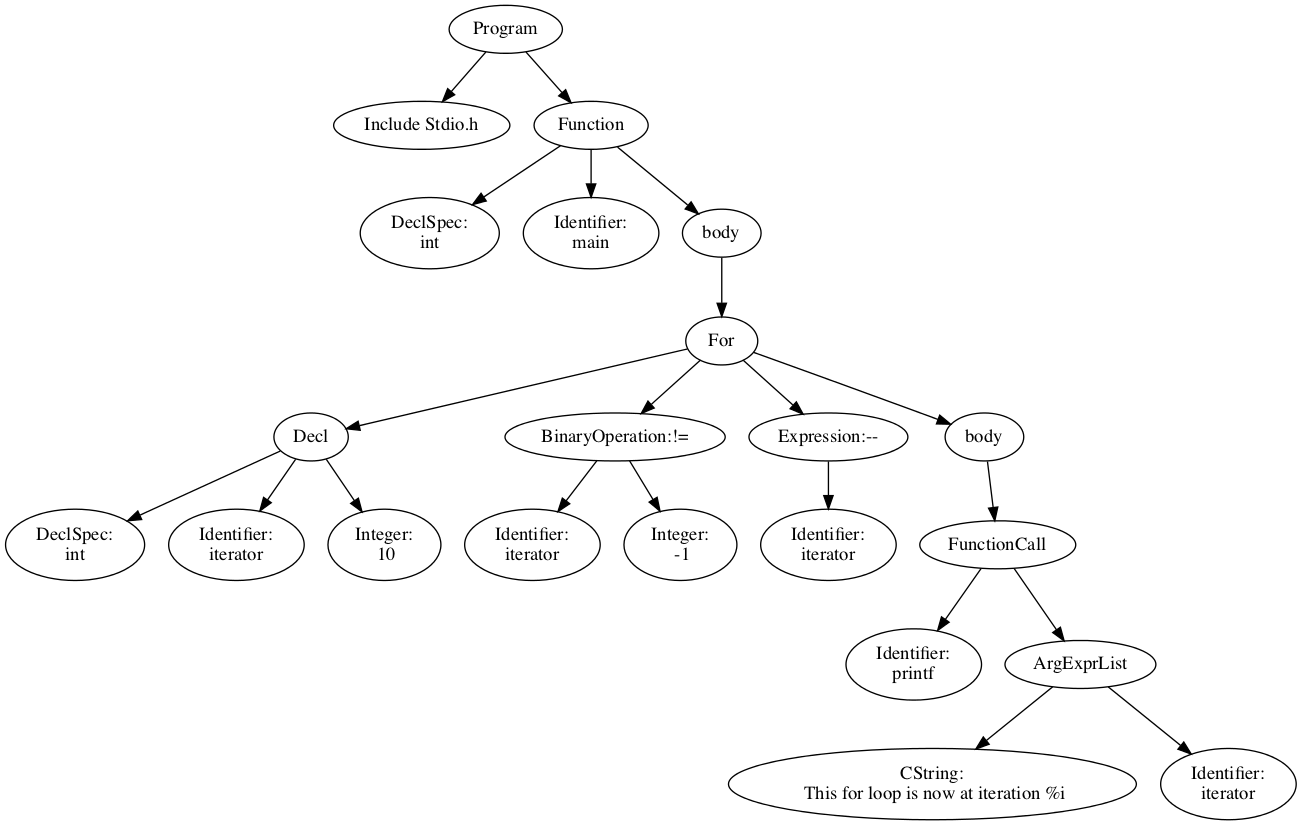 Program
Include Stdio.h
Function
DeclSpec:
int
Identifier:
main
body
For
Decl
BinaryOperation:!=
Expression:--
body
DeclSpec:
int
Identifier:
iterator
Integer:
10
Identifier:
iterator
Integer:
-1
Identifier:
iterator
FunctionCall
Identifier:
printf
ArgExprList
CString:
This for loop is now at iteration %i
Identifier:
iterator